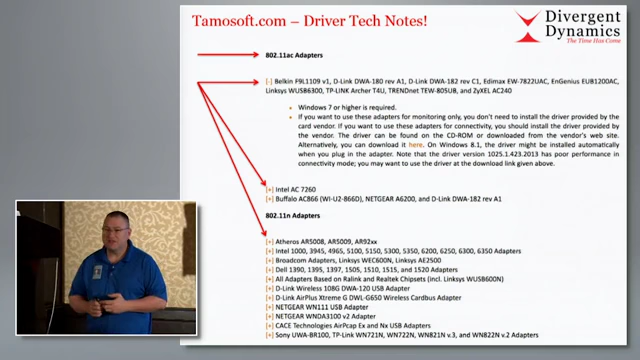 Tamosoft.com – Driver Tech Notes!
Divergent
Dynamics
The Time Has Come
802.11ac Adapters
[-] Belkin F9L1109 v1, D-Link DWA-180 rev A1, D-Link DWA-182 rev C1, Edimax EW-7822UAC, EnGenius EUB1200AC,
Linksys WUSB6300, TP-LINK Archer T4U, TRENDnet TEW-805UB, and ZyXEL AC240
• Windows 7 or higher is required.
• If you want to use these adapters for monitoring only, you don't need to install the driver provided by the
card vendor. If you want to use these adapters for connectivity, you should install the driver provided by
the vendor. The driver can be found on the CD-ROM or downloaded from the vendor's web site.
Alternatively, you can download it here. On Windows 8.1, the driver might be installed automatically
when you plug in the adapter. Note that the driver version 1025.1.423.2013 has poor performance in
connectivity mode; you may want to use the driver at the download link given above.
[+] Intel AC 7260
[+] Buffalo AC866 (WI-U2-866D), NETGEAR A6200, and D-Link DWA-182 rev A1
802.11n Adapters
[+] Atheros AR5008, AR5009, AR92xx
[+] Intel 1000, 3945, 4965, 5100, 5150, 5300, 5350, 6200, 6250, 6300, 6350 Adapters
[+] Broadcom Adapters, Linksys WEC600N, Linksys AE2500
[+] Dell 1390, 1395, 1397, 1505, 1510, 1515, and 1520 Adapters
[+] All Adapters Based on Ralink and Realtek Chipsets (incl. Linksys WUSB600N)
[+] D-Link Wireless 108G DWA-120 USB Adapter
[+] D-Link AirPlus Xtreme G DWL-G650 Wireless Cardbus Adapter
[+] NETGEAR WN111 USB Adapter
[+] NETGEAR WNDA3100 v2 Adapter
[+] CACE Technologies AirPcap Ex and Nx USB Adapters
[+] Sony UWA-BR100, TP-Link WN721N, WN722N, WN821N v.3, and WN822N v.2 Adapters